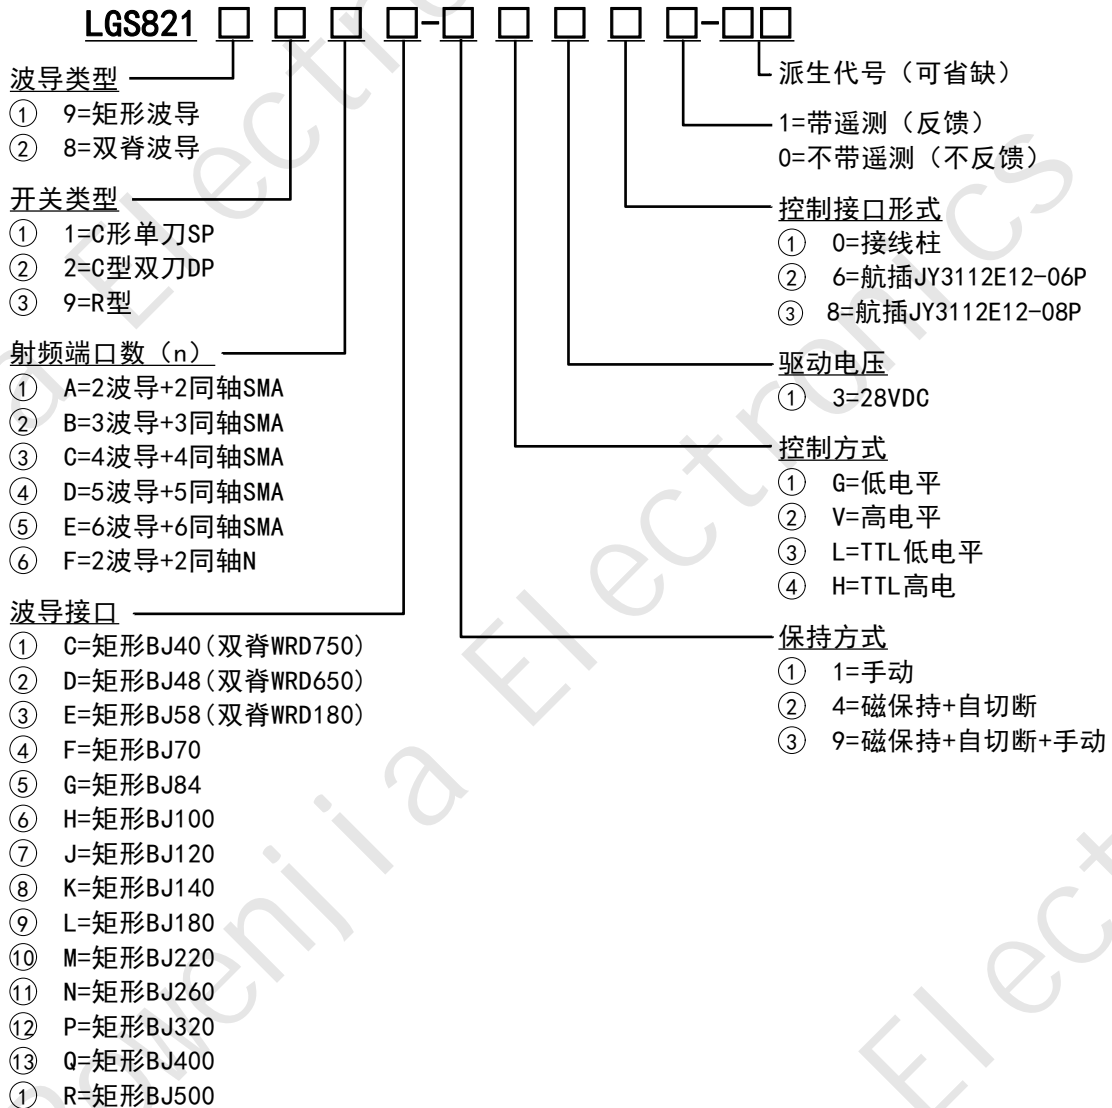 LGS821 □ □ □ □-□ □ □ □ □-□□
波导类型
① 9=矩形波导
② 8=双脊波导
开关类型
① 1=C形单刀SP
② 2=C型双刀DP
③ 9=R型
射频端口数（n）
① A=2波导+2同轴SMA
② B=3波导+3同轴SMA
③ C=4波导+4同轴SMA
④ D=5波导+5同轴SMA
⑤ E=6波导+6同轴SMA
⑥ F=2波导+2同轴N
波导接口
① C=矩形BJ40(双脊WRD750)
② D=矩形BJ48(双脊WRD650)
③ E=矩形BJ58(双脊WRD180)
④ F=矩形BJ70
⑤ G=矩形BJ84
⑥ H=矩形BJ100
⑦ J=矩形BJ120
⑧ K=矩形BJ140
⑨ L=矩形BJ180
⑩ M=矩形BJ220
⑪ N=矩形BJ260
⑫ P=矩形BJ320
⑬ Q=矩形BJ400
① R=矩形BJ500
派生代号（可省缺）
1=带遥测（反馈）
0=不带遥测（不反馈）
控制接口形式
① 0=接线柱
② 6=航插JY3112E12-06P
③ 8=航插JY3112E12-08P
驱动电压
① 3=28VDC
控制方式
① G=低电平
② V=高电平
③ L=TTL低电平
④ H=TTL高电
保持方式
① 1=手动
② 4=磁保持+自切断
③ 9=磁保持+自切断+手动